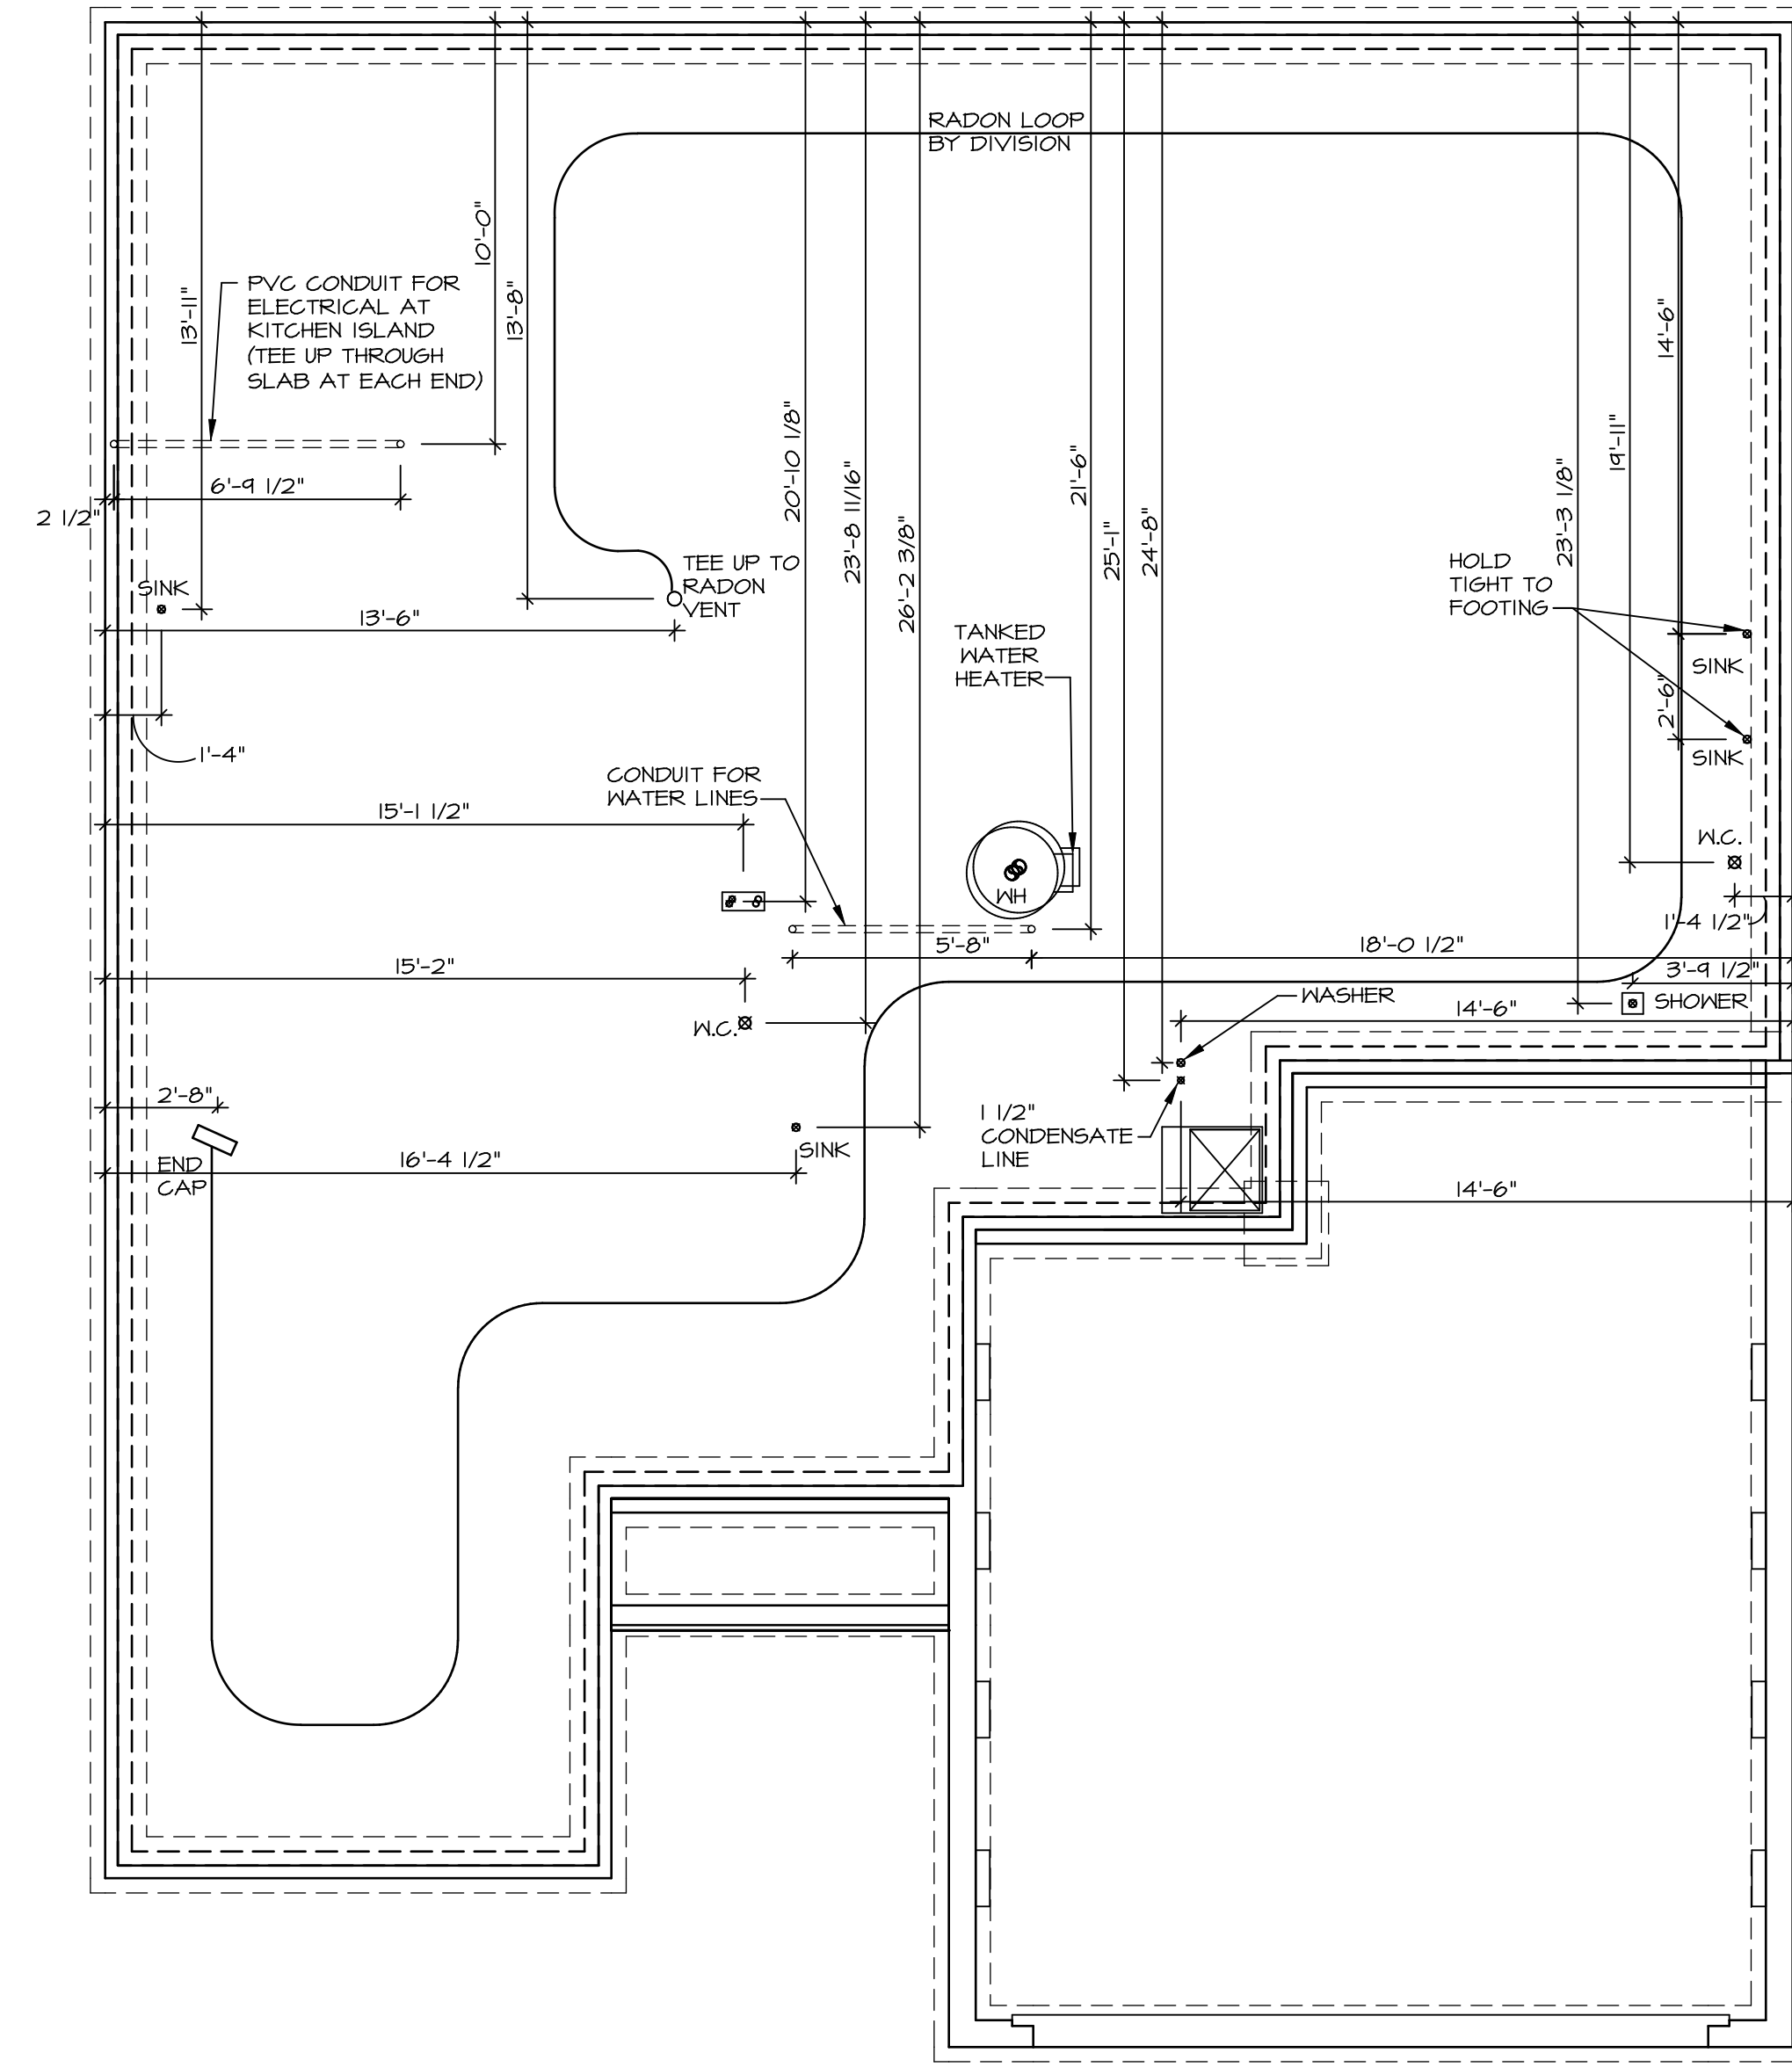 RADON LOOP
BY DIVISION
10'-0"
13'-11"
13'-8"
PVC CONDUIT FOR
ELECTRICAL AT
KITCHEN ISLAND
(TEE UP THROUGH
SLAB AT EACH END)
14'-6"
20'-10 1/8"
23'-8 11/16"
26'-2 3/8"
21'-6"
25'-1"
24'-8"
23'-3 1/8"
19'-11"
6'-9 1/2"
2 1/2"
SINK
13'-6"
TEE UP TO
RADON
VENT
HOLD
TIGHT TO
FOOTING
TANKED
WATER
HEATER
SINK
2'-6"
SINK
1'-4"
CONDUIT FOR
WATER LINES
15'-1 1/2"
W.C.
WH
1'-4 1/2"
5'-8"
18'-0 1/2"
15'-2"
3'-9 1/2"
WASHER
14'-6"
SHOWER
W.C.
2'-8"
1 1/2"
CONDENSATE
LINE
SINK
END
CAP
16'-4 1/2"
14'-6"